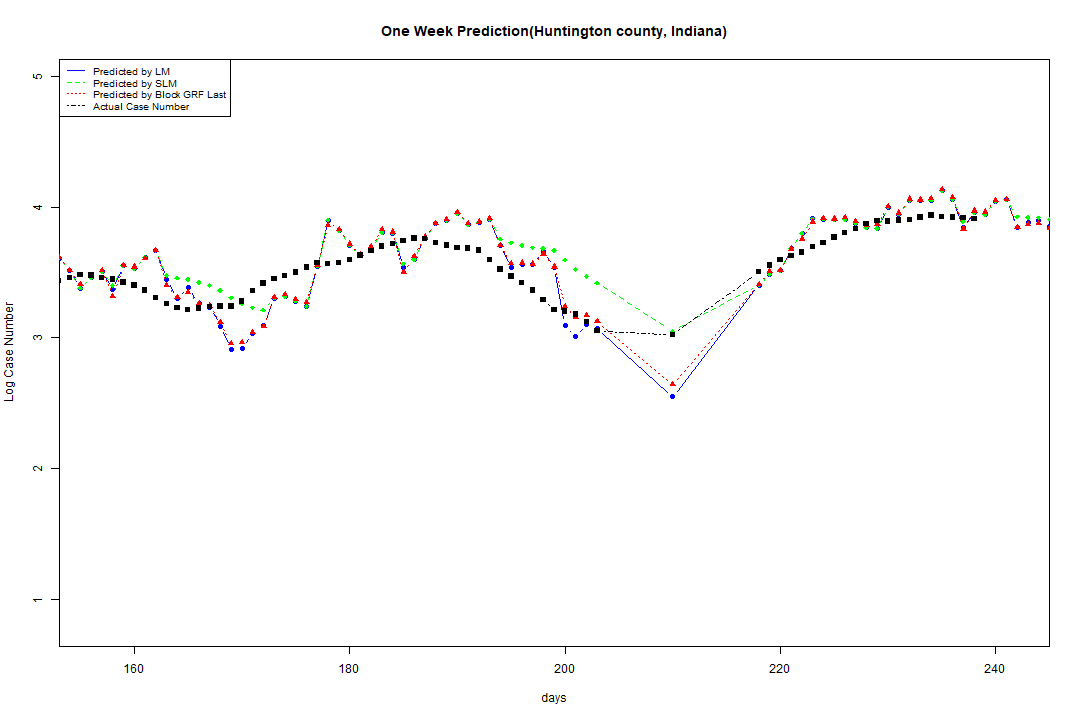 One Week Prediction(Huntington county, Indiana)
Predicted by LM
Predicted by SLM
Predicted by Block GRF Last
Actual Case Number
5
4
3
2
1
Log Case Number
160 180 200 220 240
days